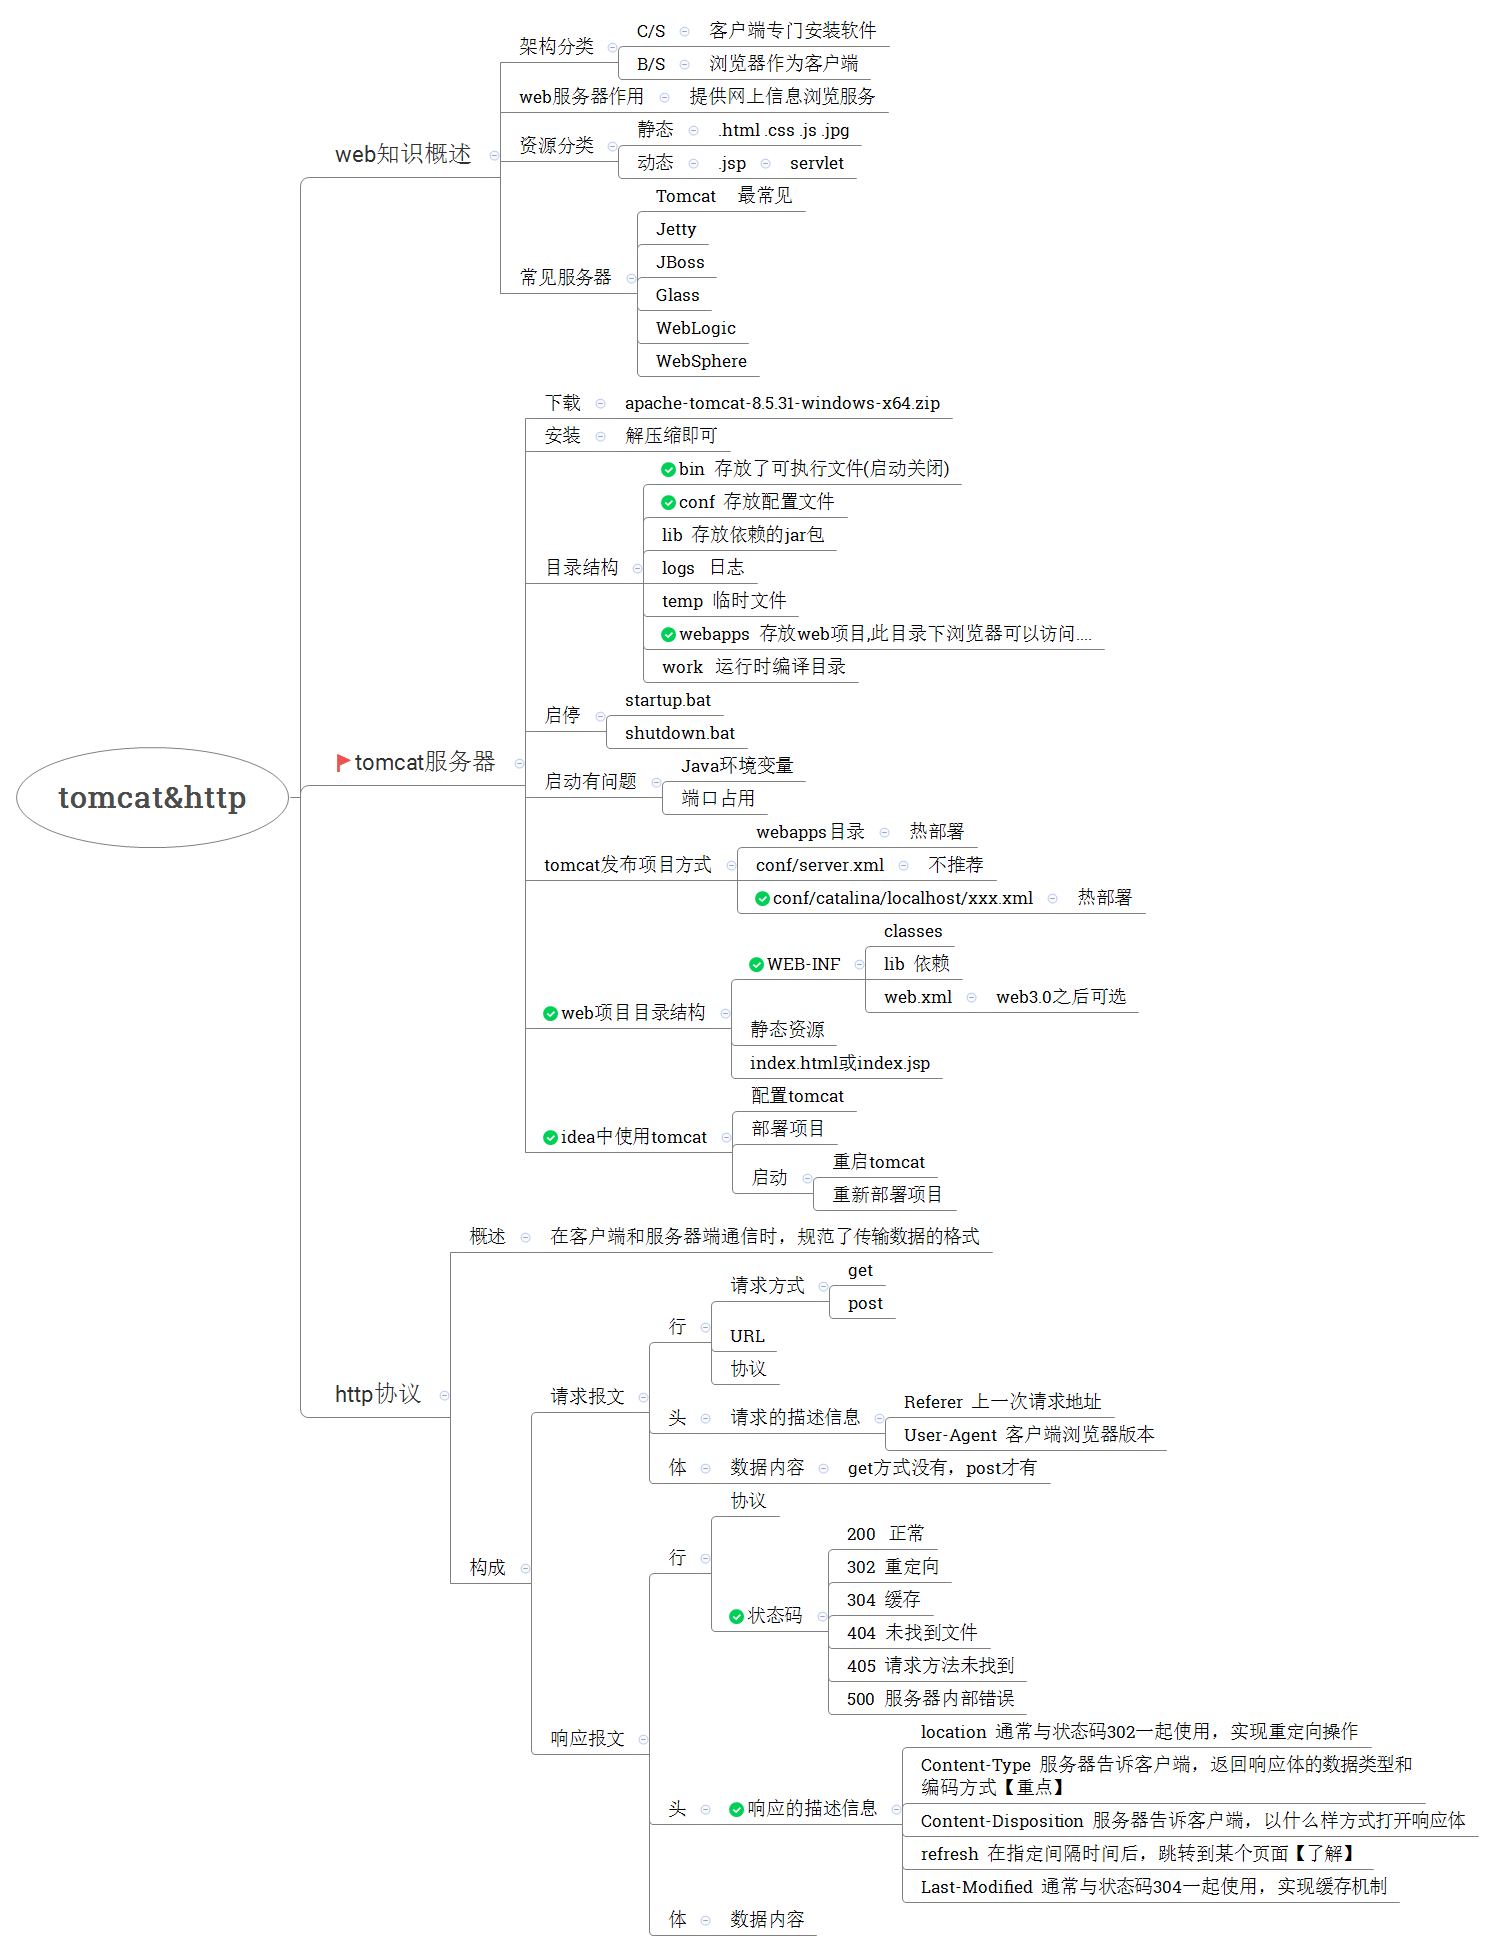 tomcat&http
web知识概述
架构分类
C/S 客户端专门安装软件
B/S 浏览器作为客户端
web服务器作用 提供网上信息浏览服务
资源分类
静态 .html .css .js .jpg
动态 .jsp servlet
常见服务器
Tomcat 最常见
Jetty
JBoss
Glass
WebLogic
WebSphere
tomcat服务器
下载 apache-tomcat-8.5.31-windows-x64.zip
安装 解压缩即可
目录结构
bin 存放了可执行文件(启动关闭)
conf 存放配置文件
lib 存放依赖的jar包
logs 日志
temp 临时文件
webapps 存放web项目,此目录下浏览器可以访问....
work 运行时编译目录
启停
startup.bat
shutdown.bat
启动有问题
Java环境变量
端口占用
tomcat发布项目方式
webapps目录 热部署
conf/server.xml 不推荐
conf/catalina/localhost/xxx.xml 热部署
web项目目录结构
WEB-INF
classes
lib 依赖
web.xml web3.0之后可选
静态资源
index.html或index.jsp
idea中使用tomcat
配置tomcat
部署项目
启动
重启tomcat
重新部署项目
http协议
概述 在客户端和服务器端通信时，规范了传输数据的格式
构成
请求报文
行
请求方式
get
post
URL
协议
头 请求的描述信息
Referer 上一次请求地址
User-Agent 客户端浏览器版本
体 数据内容 get方式没有，post才有
响应报文
行
协议
状态码
200 正常
302 重定向
304 缓存
404 未找到文件
405 请求方法未找到
500 服务器内部错误
头 响应的描述信息
location 通常与状态码302一起使用，实现重定向操作
Content-Type 服务器告诉客户端，返回响应体的数据类型和
编码方式【重点】
Content-Disposition 服务器告诉客户端，以什么样方式打开响应体
refresh 在指定间隔时间后，跳转到某个页面【了解】
Last-Modified 通常与状态码304一起使用，实现缓存机制
体 数据内容